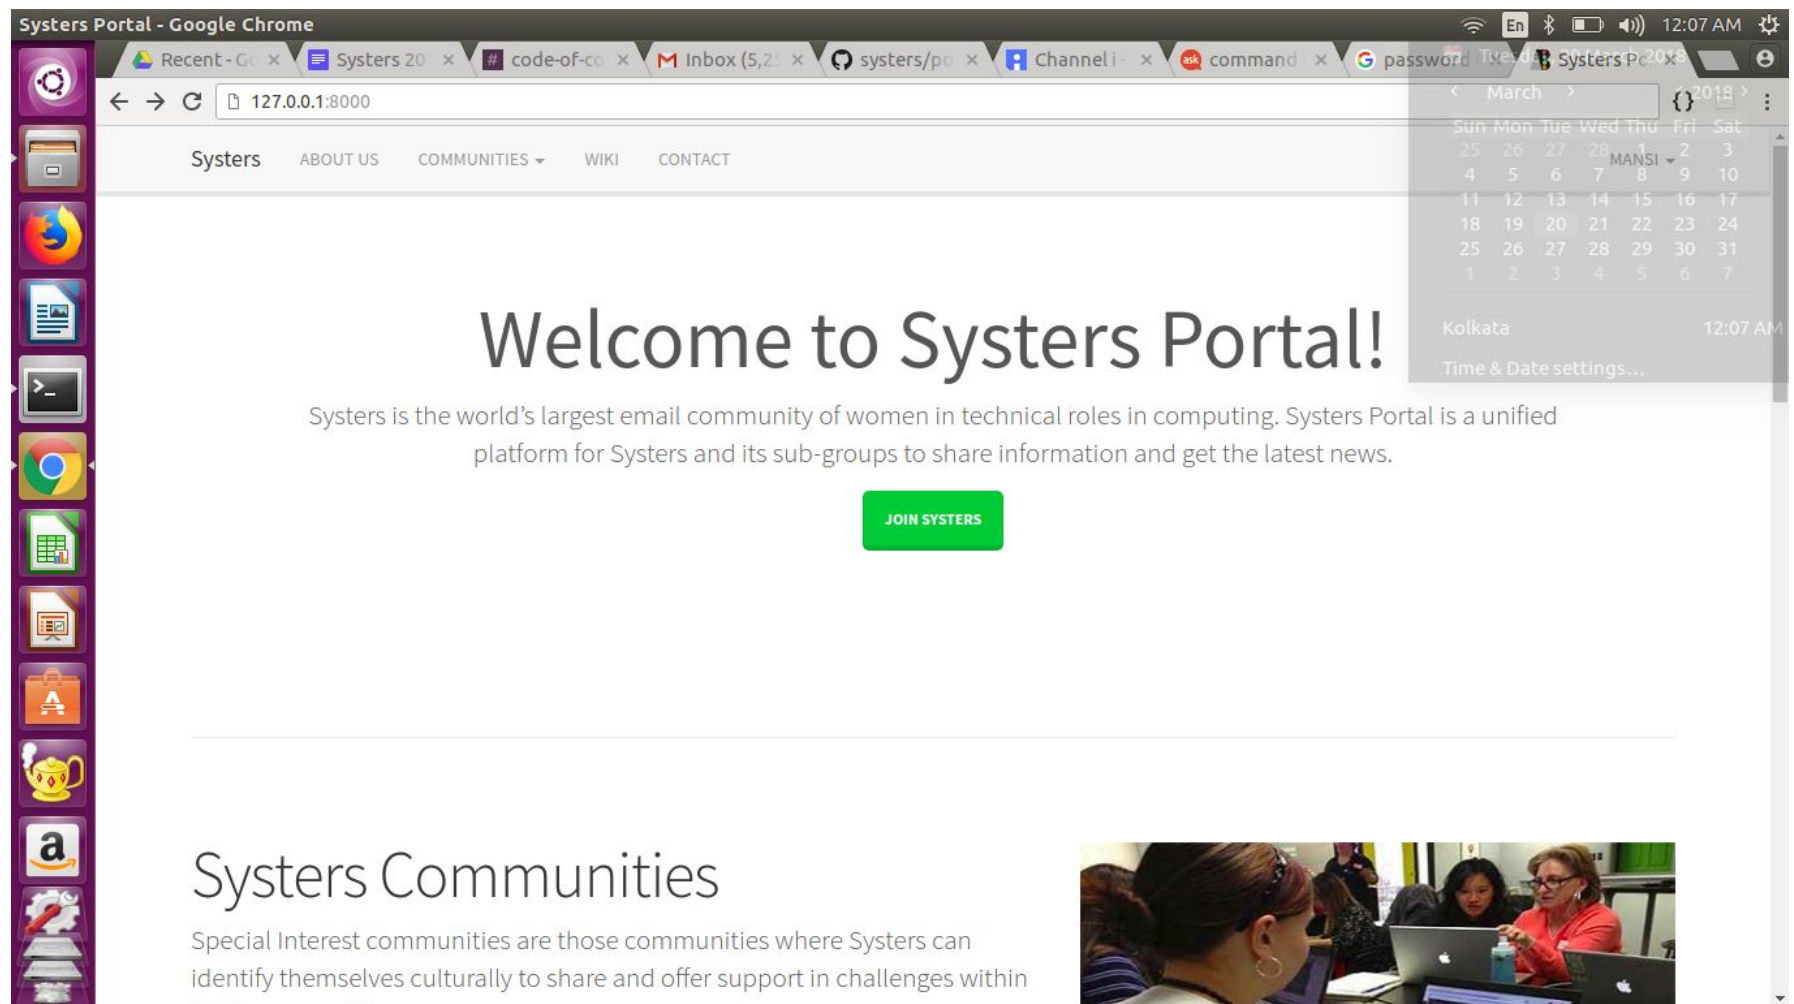 Systers Portal - Google Chrome
En
12:07 AM
Recent - Go
Systers 20
code-of-co
Inbox (5,25
systers/po
Channel i -
command
password
Systers Po
Tuesday, 20 March 2018
127.0.0.1:8000
{}
March
2018
Sun Mon Tue Wed Thu Fri Sat
25 26 27 28 1 2 3
4 5 6 7 8 9 10
11 12 13 14 15 16 17
18 19 20 21 22 23 24
25 26 27 28 29 30 31
1 2 3 4 5 6 7
Kolkata 12:07 AM
Time & Date settings...
Systers ABOUT US COMMUNITIES WIKI CONTACT MANSI
Welcome to Systers Portal!
Systers is the world’s largest email community of women in technical roles in computing. Systers Portal is a unified
platform for Systers and its sub-groups to share information and get the latest news.
JOIN SYSTERS
Systers Communities
Special Interest communities are those communities where Systers can
identify themselves culturally to share and offer support in challenges within